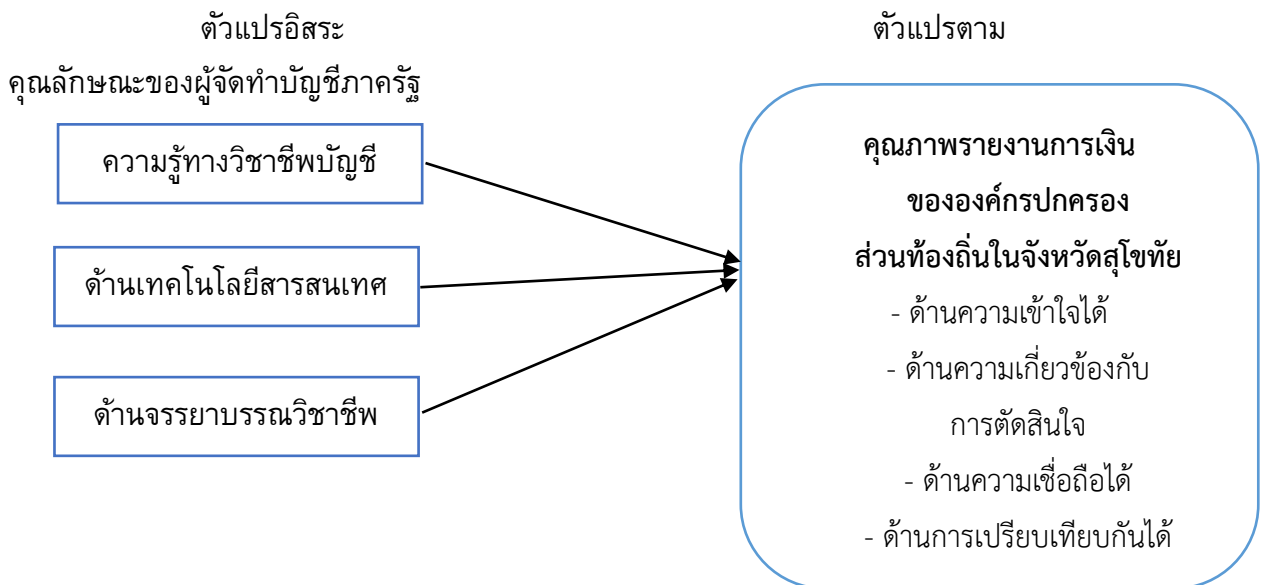 ตัวแปรอิสระ
ตัวแปรตาม
คุณลักษณะของผู้จัดทำบัญชีภาครัฐ
ความรู้ทางวิชาชีพบัญชี
ด้านเทคโนโลยีสารสนเทศ
ด้านจรรยาบรรณวิชาชีพ
คุณภาพรายงานการเงิน
ขององค์กรปกครอง
ส่วนท้องถิ่นในจังหวัดสุโขทัย
- ด้านความเข้าใจได้
- ด้านความเกี่ยวข้องกับ
การตัดสินใจ
- ด้านความเชื่อถือได้
- ด้านการเปรียบเทียบกันได้